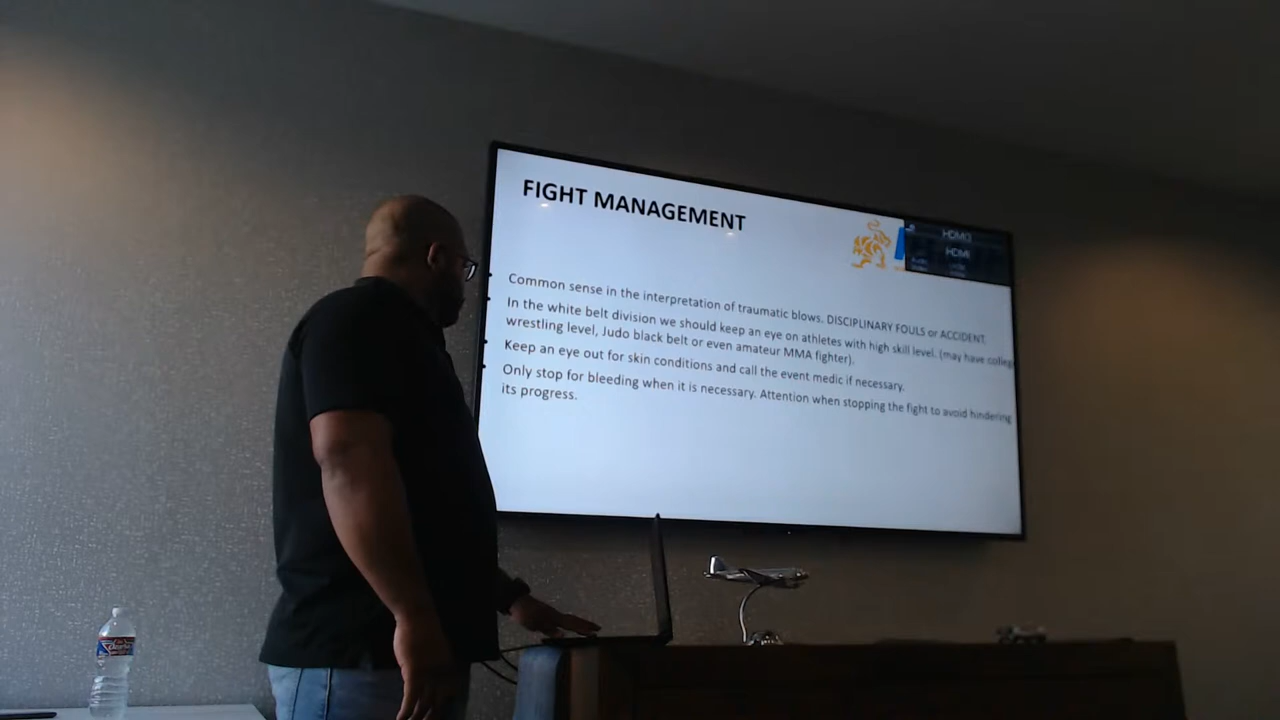 FIGHT MANAGEMENT
HDMI2
HDMI
Common sense in the interpretation of traumatic blows. DISCIPLINARY FOULS or ACCIDENT.
In the white belt division we should keep an eye on athletes with high skill level. (may have colleg
wrestling level, Judo black belt or even amateur MMA fighter).
Keep an eye out for skin conditions and call the event medic if necessary.
Only stop for bleeding when it is necessary. Attention when stopping the fight to avoid hindering
its progress.
Ozarka